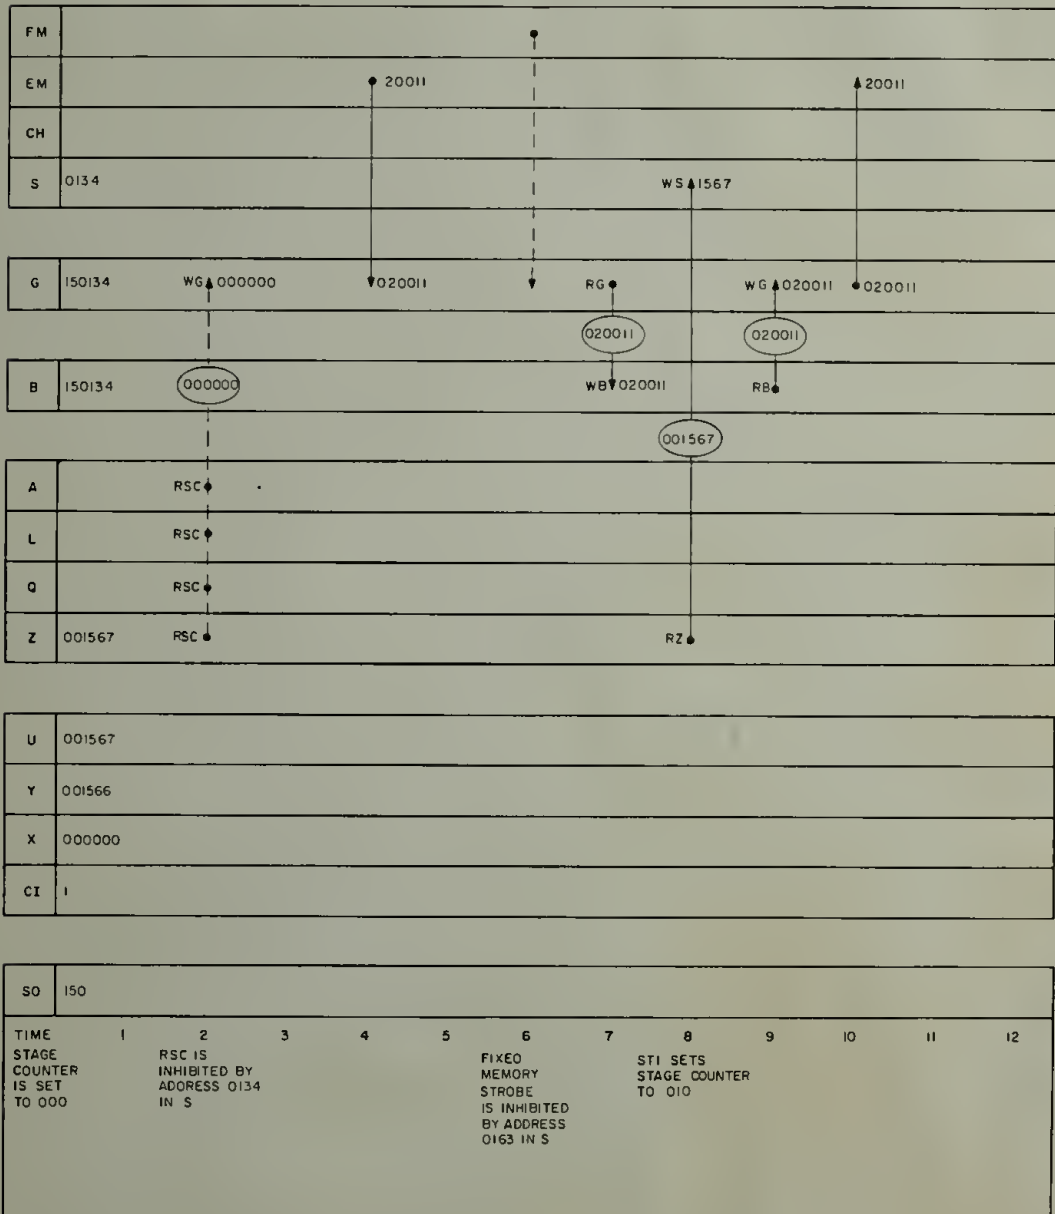 FM
EM 20011 20011
CH
S 0134 WS 1567
G 150134 WG 000000 020011 RG WG 020011 020011
020011 020011
B 150134 000000 WB 020011 RB
001567
A RSC
L RSC
Q RSC
Z 001567 RSC RZ
U 001567
Y 001566
X 000000
CI 1
SQ 150
TIME 1 2 3 4 5 6 7 8 9 10 11 12
STAGE
COUNTER
IS SET
TO 000
RSC IS
INHIBITED BY
ADDRESS 0134
IN S
FIXED
MEMORY
STROBE
IS INHIBITED
BY ADDRESS
0163 IN S
ST1 SETS
STAGE COUNTER
TO 010